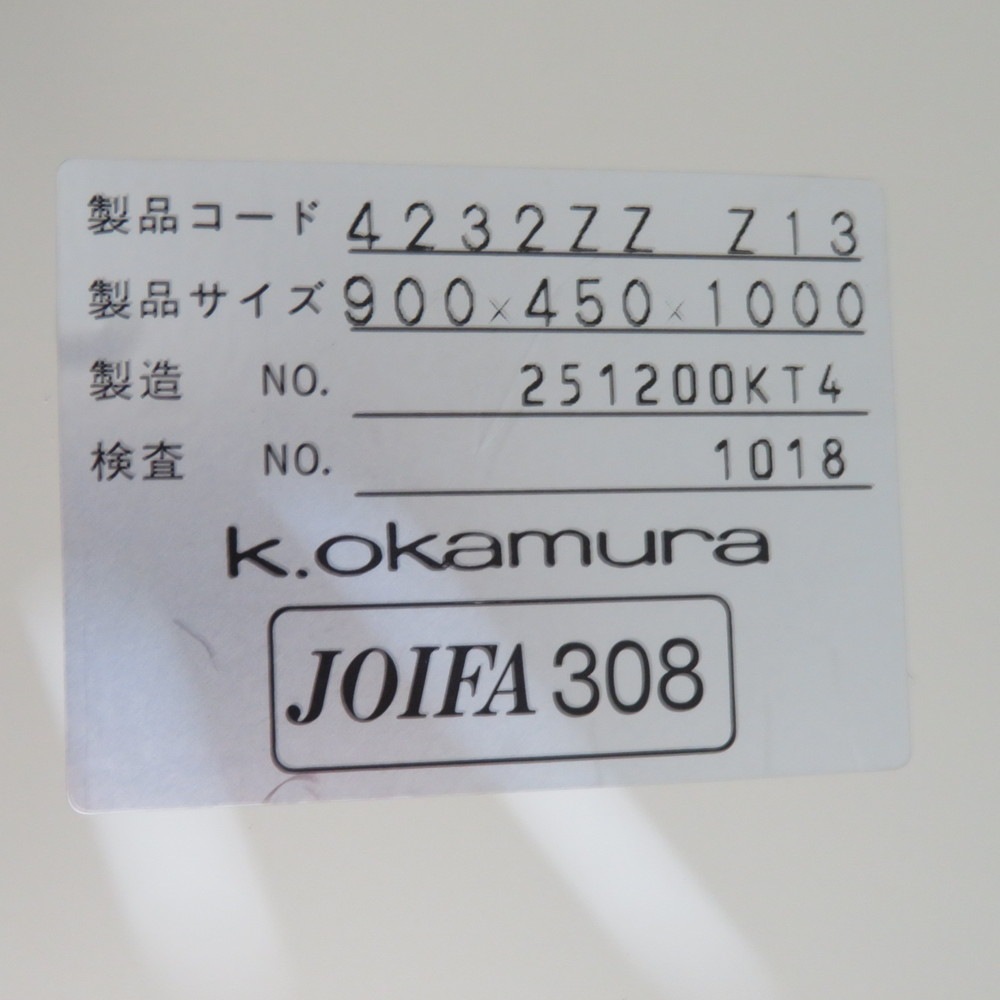 製品コード 4232ZZ Z13
製品サイズ 900×450×1000
製造 NO. 251200KT4
検査 NO. 1018
k.okamura
JOIFA 308